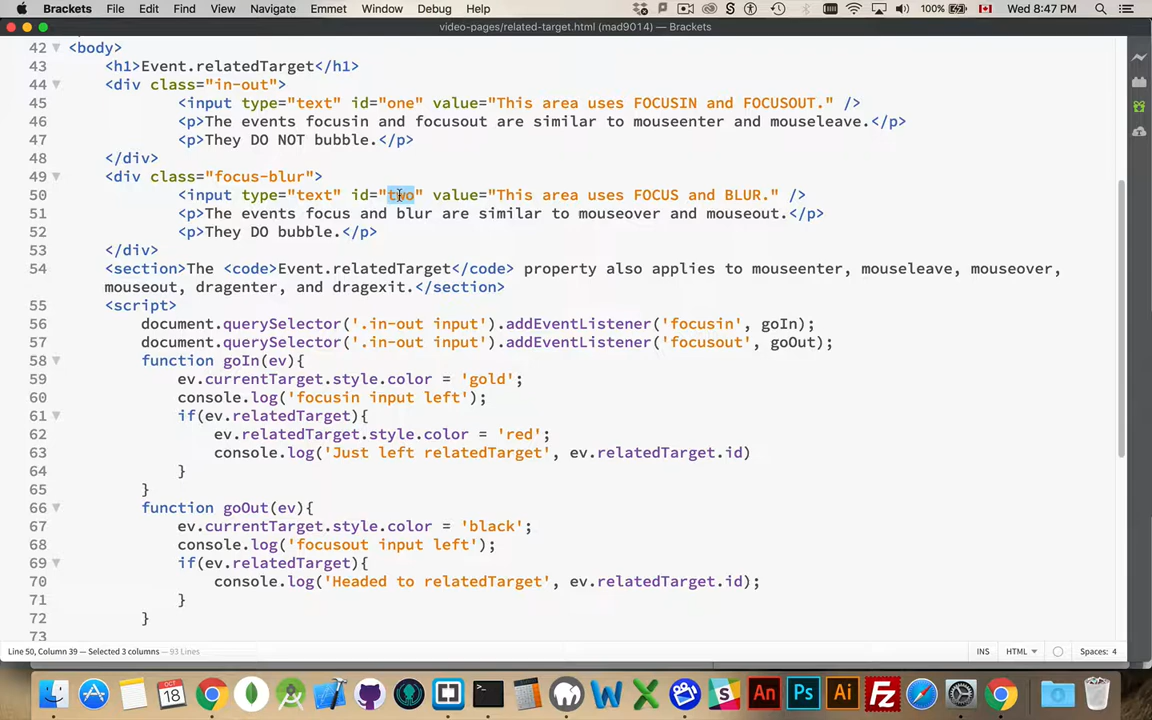 Brackets File Edit Find View Navigate Emmet Window Debug Help 100% Wed 8:47 PM
video-pages/related-target.html (mad9014) — Brackets
42 <body>
43 <h1>Event.relatedTarget</h1>
44 <div class="in-out">
45 <input type="text" id="one" value="This area uses FOCUSIN and FOCUSOUT." />
46 <p>The events focusin and focusout are similar to mouseenter and mouseleave.</p>
47 <p>They DO NOT bubble.</p>
48 </div>
49 <div class="focus-blur">
50 <input type="text" id="two" value="This area uses FOCUS and BLUR." />
51 <p>The events focus and blur are similar to mouseover and mouseout.</p>
52 <p>They DO bubble.</p>
53 </div>
54 <section>The <code>Event.relatedTarget</code> property also applies to mouseenter, mouseleave, mouseover,
mouseout, dragenter, and dragexit.</section>
55 <script>
56 document.querySelector('.in-out input').addEventListener('focusin', goIn);
57 document.querySelector('.in-out input').addEventListener('focusout', goOut);
58 function goIn(ev){
59 ev.currentTarget.style.color = 'gold';
60 console.log('focusin input left');
61 if(ev.relatedTarget){
62 ev.relatedTarget.style.color = 'red';
63 console.log('Just left relatedTarget', ev.relatedTarget.id)
64 }
65 }
66 function goOut(ev){
67 ev.currentTarget.style.color = 'black';
68 console.log('focusout input left');
69 if(ev.relatedTarget){
70 console.log('Headed to relatedTarget', ev.relatedTarget.id);
71 }
72 }
73
Line 50, Column 39 — Selected 3 columns — 93 Lines INS HTML Spaces: 4
OCT 18 W X S An Ps Ai Fz